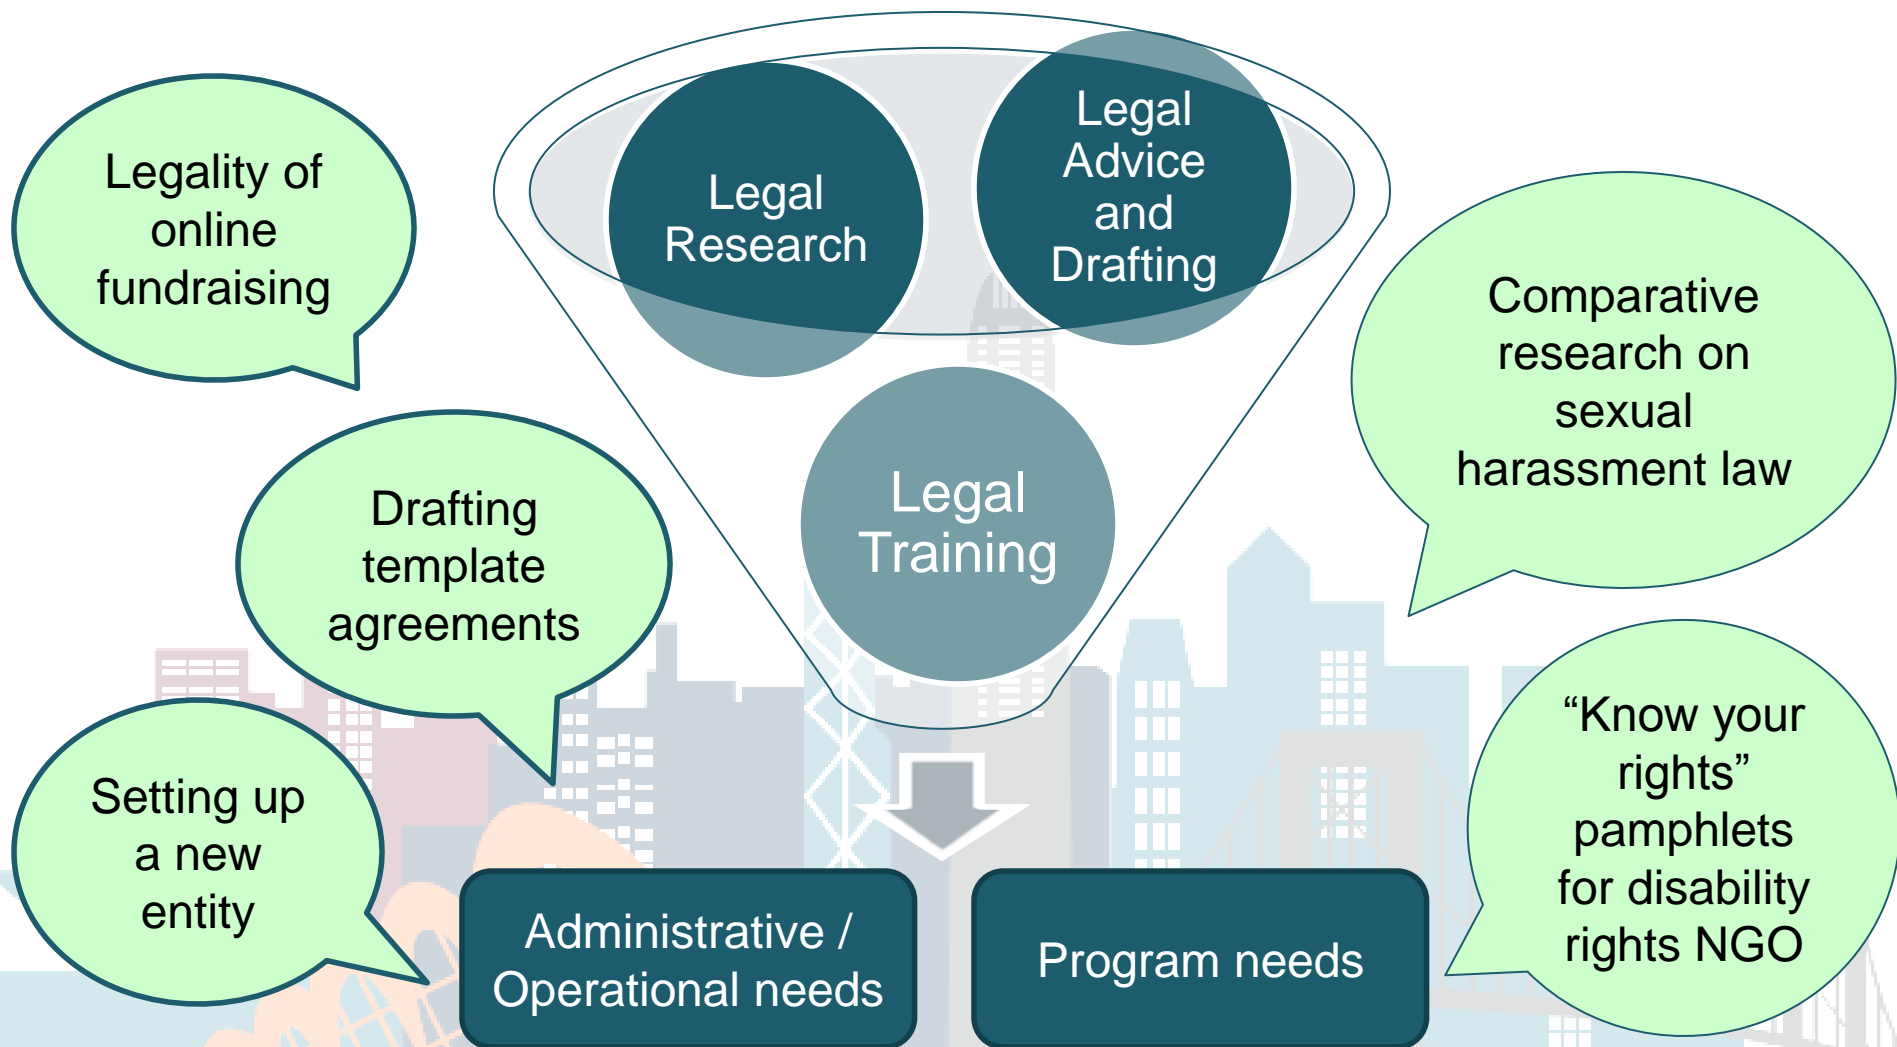 Legality of
online
fundraising
Legal
Research
Legal
Advice
and
Drafting
Comparative
research on
sexual
harassment law
Legal
Training
Drafting
template
agreements
Setting up
a new
entity
Administrative /
Operational needs
Program needs
“Know your
rights”
pamphlets
for disability
rights NGO